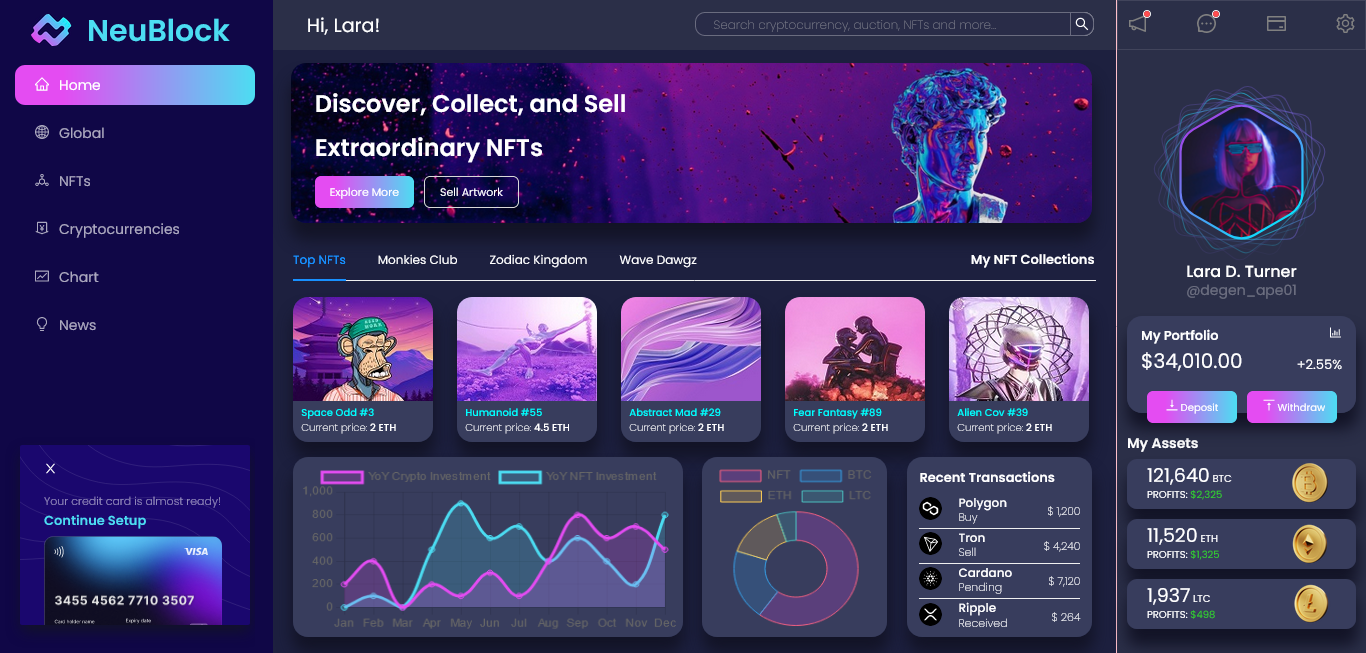 NeuBlock
Home
Global
NFTs
Cryptocurrencies
Chart
News
Your credit card is almost ready!
Continue Setup
VISA
3455 4562 7710 3507
Card holder name
Expiry date
Hi, Lara!
Search cryptocurrency, auction, NFTs and more...
Discover, Collect, and Sell
Extraordinary NFTs
Explore More
Sell Artwork
Top NFTs
Monkies Club
Zodiac Kingdom
Wave Dawgz
My NFT Collections
Space Odd #3
Current price: 2 ETH
Humanoid #55
Current price: 4.5 ETH
Abstract Mad #29
Current price: 2 ETH
Fear Fantasy #89
Current price: 2 ETH
Alien Cov #39
Current price: 2 ETH
YoY Crypto Investment
YoY NFT Investment
1,000
800
600
400
200
0
Jan Feb Mar Apr May Jun Jul Aug Sep Oct Nov Dec
NFT BTC
ETH LTC
Recent Transactions
Polygon
Buy
$ 1,200
Tron
Sell
$ 4,240
Cardano
Pending
$ 7,120
Ripple
Received
$ 264
Lara D. Turner
@degen_ape01
My Portfolio
$34,010.00
+2.55%
Deposit
Withdraw
My Assets
121,640 BTC
PROFITS: $2,325
11,520 ETH
PROFITS: $1,325
1,937 LTC
PROFITS: $498